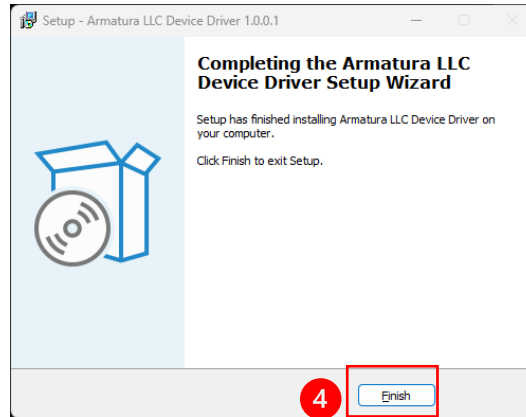 Setup - Armatura LLC Device Driver 1.0.0.1
Completing the Armatura LLC
Device Driver Setup Wizard
Setup has finished installing Armatura LLC Device Driver on
your computer.
Click Finish to exit Setup.
4
Finish